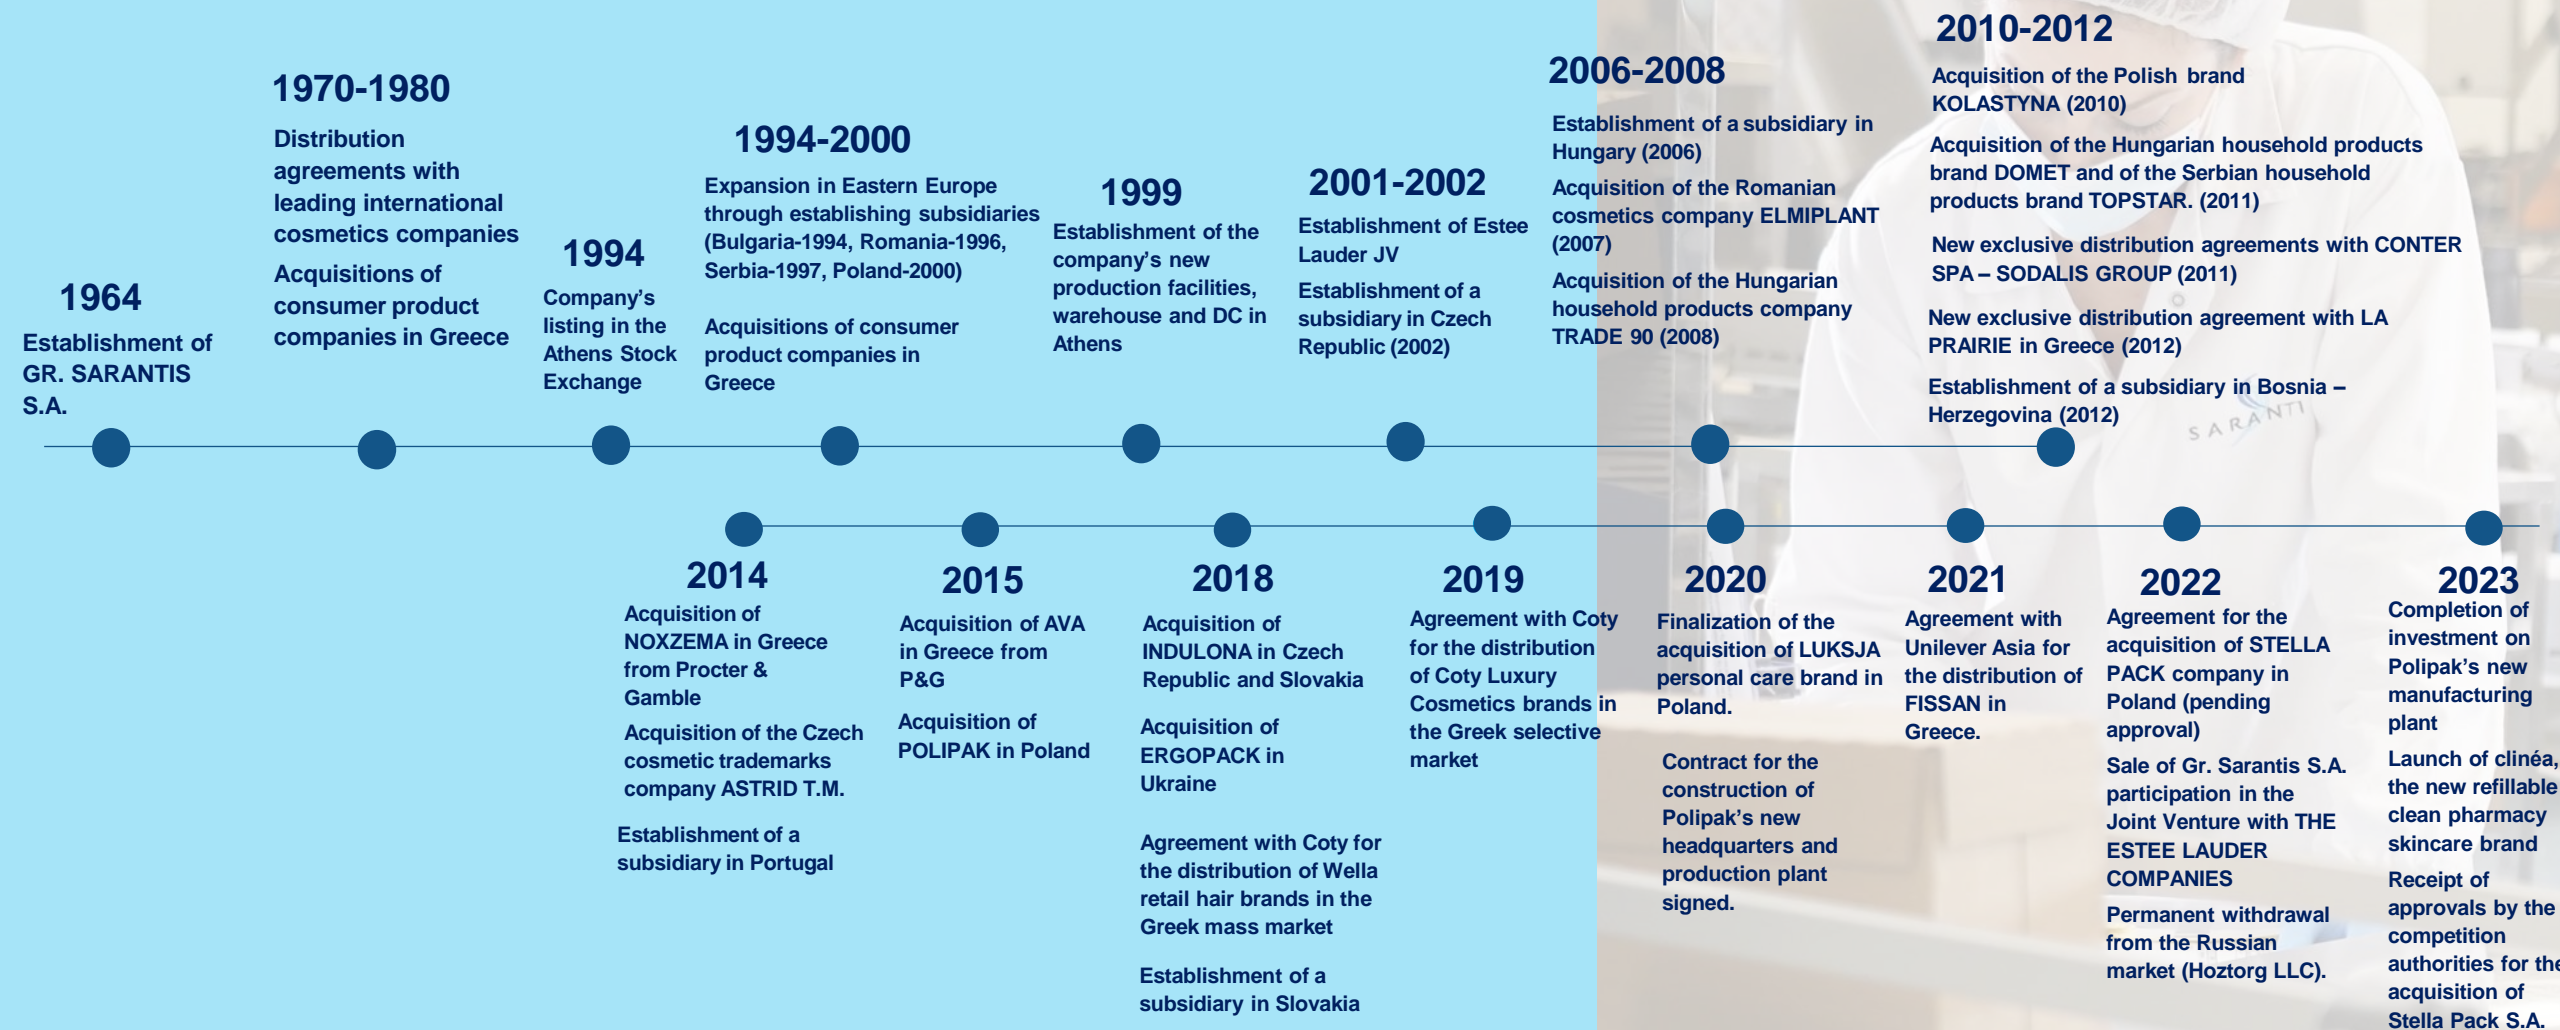 1964
Establishment of
GR. SARANTIS
S.A.
1970-1980
Distribution
agreements with
leading international
cosmetics companies
Acquisitions of
consumer product
companies in Greece
1994
Company’s
listing in the
Athens Stock
Exchange
1994-2000
Expansion in Eastern Europe
through establishing subsidiaries
(Bulgaria-1994, Romania-1996,
Serbia-1997, Poland-2000)
Acquisitions of consumer
product companies in
Greece
1999
Establishment of the
company’s new
production facilities,
warehouse and DC in
Athens
2001-2002
Establishment of Estee
Lauder JV
Establishment of a
subsidiary in Czech
Republic (2002)
2006-2008
Establishment of a subsidiary in
Hungary (2006)
Acquisition of the Romanian
cosmetics company ELMIPLANT
(2007)
Acquisition of the Hungarian
household products company
TRADE 90 (2008)
2010-2012
Acquisition of the Polish brand
KOLASTYNA (2010)
Acquisition of the Hungarian household products
brand DOMET and of the Serbian household
products brand TOPSTAR. (2011)
New exclusive distribution agreements with CONTER
SPA – SODALIS GROUP (2011)
New exclusive distribution agreement with LA
PRAIRIE in Greece (2012)
Establishment of a subsidiary in Bosnia –
Herzegovina (2012)
SARANTI
2014
Acquisition of
NOXZEMA in Greece
from Procter &
Gamble
Acquisition of the Czech
cosmetic trademarks
company ASTRID T.M.
Establishment of a
subsidiary in Portugal
2015
Acquisition of AVA
in Greece from
P&G
Acquisition of
POLIPAK in Poland
2018
Acquisition of
INDULONA in Czech
Republic and Slovakia
Acquisition of
ERGOPACK in
Ukraine
Agreement with Coty for
the distribution of Wella
retail hair brands in the
Greek mass market
Establishment of a
subsidiary in Slovakia
2019
Agreement with Coty
for the distribution
of Coty Luxury
Cosmetics brands in
the Greek selective
market
2020
Finalization of the
acquisition of LUKSJA
personal care brand in
Poland.
Contract for the
construction of
Polipak’s new
headquarters and
production plant
signed.
2021
Agreement with
Unilever Asia for
the distribution of
FISSAN in
Greece.
2022
Agreement for the
acquisition of STELLA
PACK company in
Poland (pending
approval)
Sale of Gr. Sarantis S.A.
participation in the
Joint Venture with THE
ESTEE LAUDER
COMPANIES
Permanent withdrawal
from the Russian
market (Hoztorg LLC).
2023
Completion of
investment on
Polipak’s new
manufacturing
plant
Launch of clinéa,
the new refillable
clean pharmacy
skincare brand
Receipt of
approvals by the
competition
authorities for the
acquisition of
Stella Pack S.A.